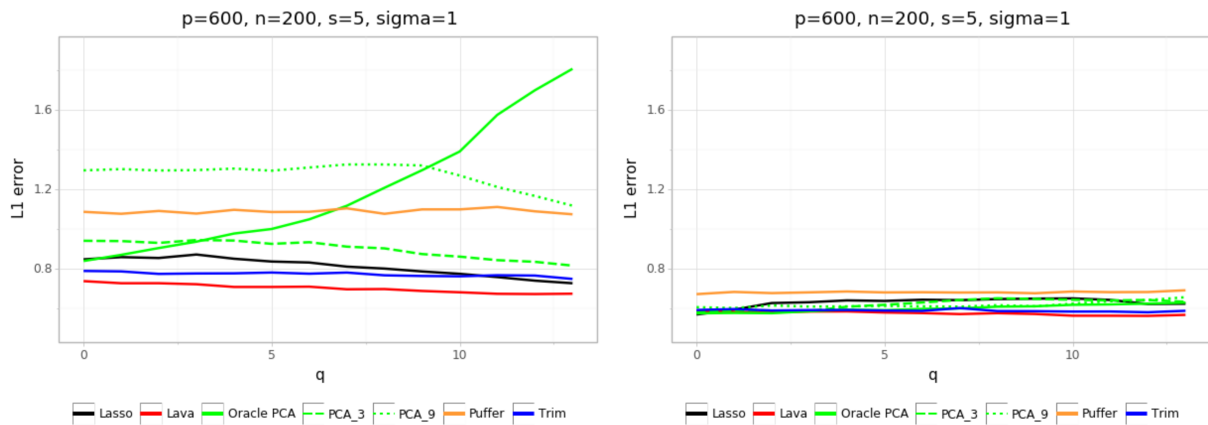 p=600, n=200, s=5, sigma=1
L1 error
1.6
1.2
0.8
0
5
10
q
Lasso Lava Oracle PCA PCA_3 PCA_9 Puffer Trim
p=600, n=200, s=5, sigma=1
L1 error
1.6
1.2
0.8
0
5
10
q
Lasso Lava Oracle PCA PCA_3 PCA_9 Puffer Trim